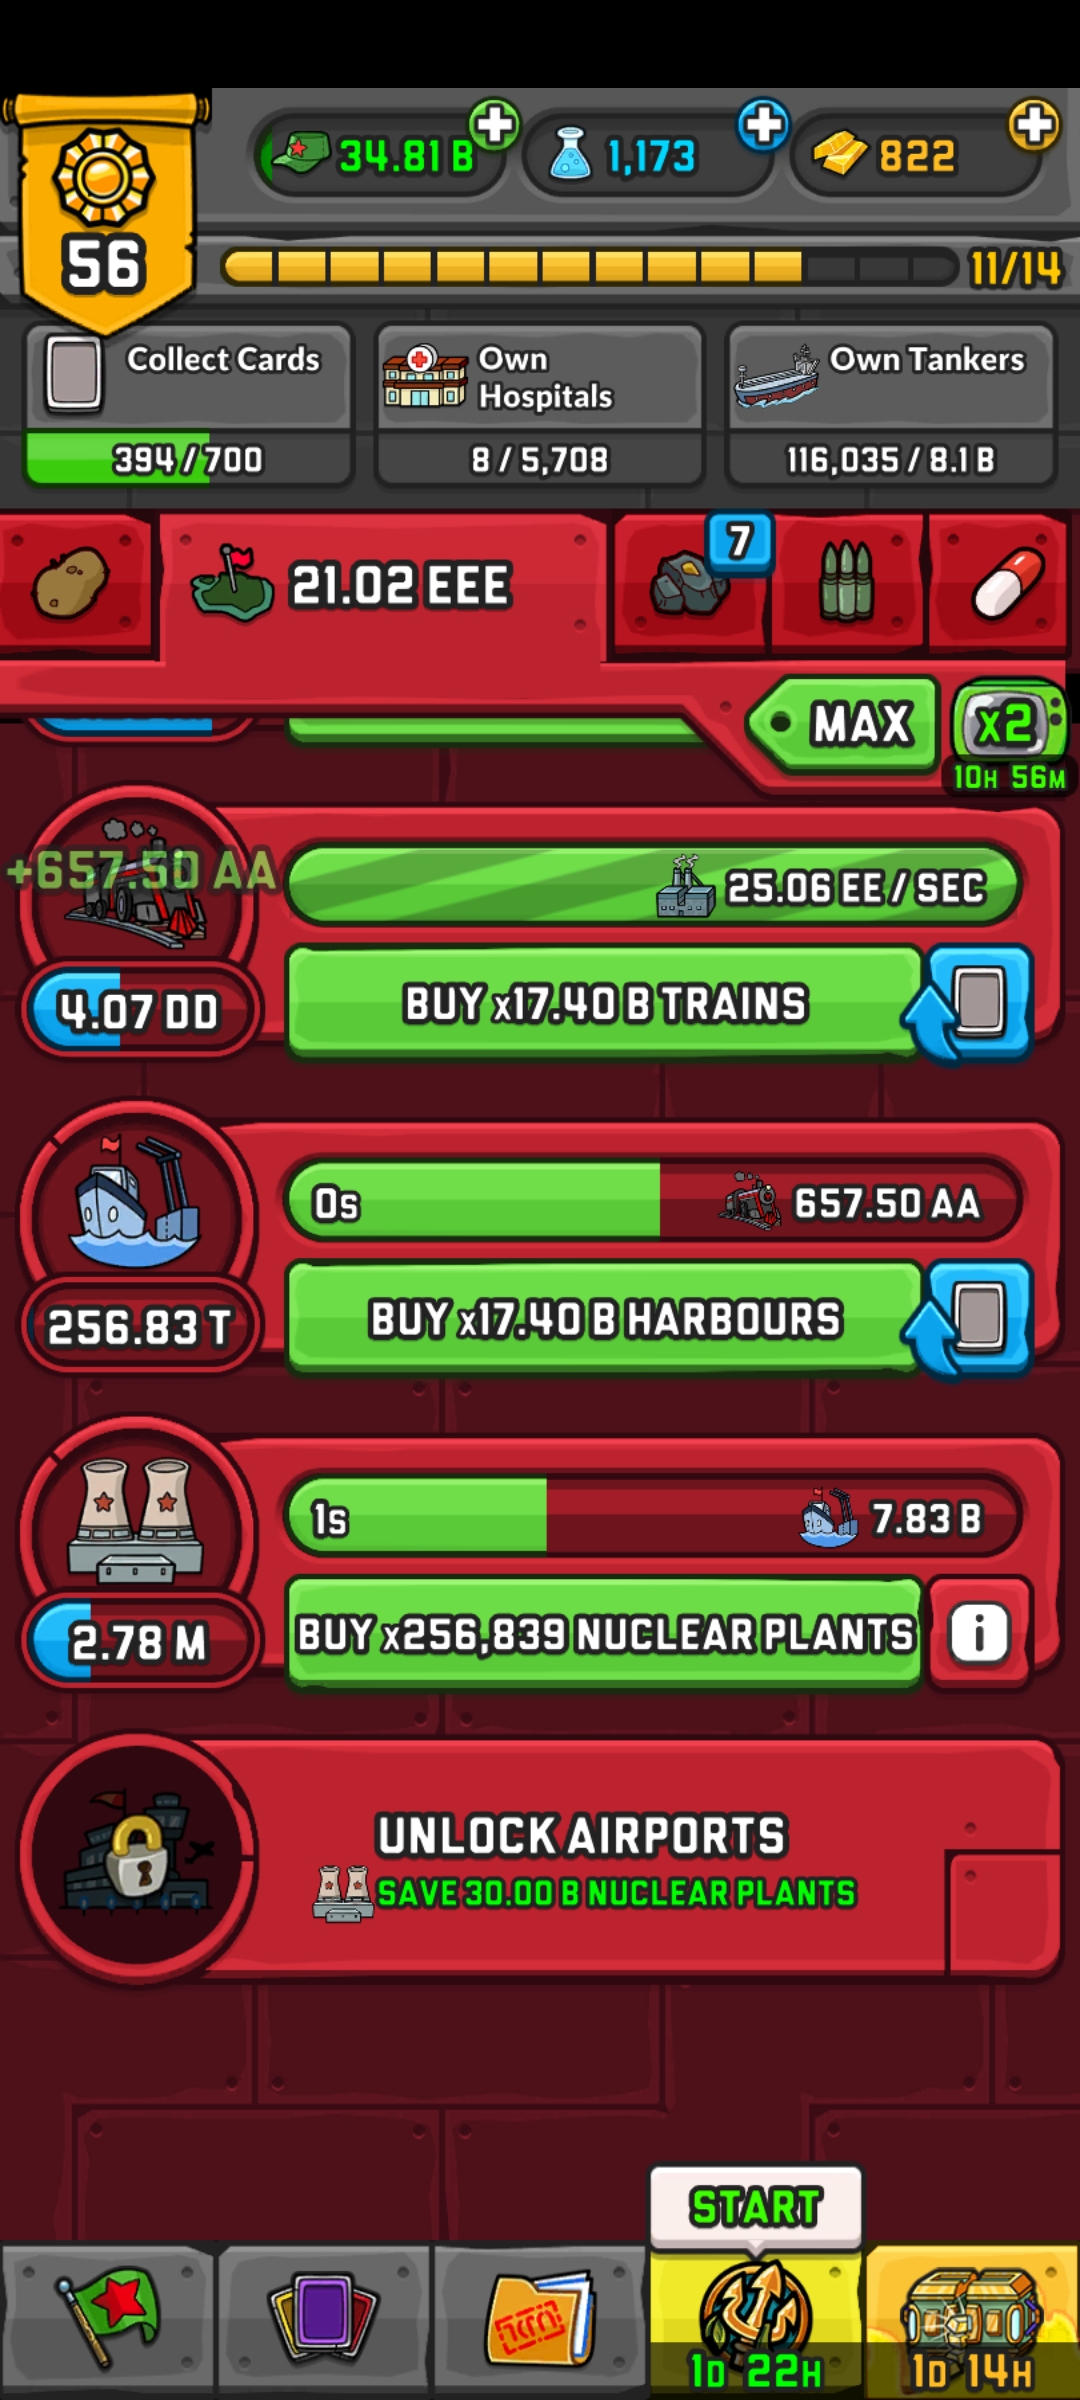 34.81 B
1,173
822
56
11/14
Collect Cards
394/700
Own
Hospitals
8/5,708
Own Tankers
116,035/8.1 B
21.02 EEE
7
MAX
x2
10H 56M
+657.50 AA
25.06 EE/SEC
4.07 DD
BUY x17.40 B TRAINS
0s
657.50 AA
256.83 T
BUY x17.40 B HARBOURS
1s
7.83 B
2.78 M
BUY x256,839 NUCLEAR PLANTS
i
UNLOCK AIRPORTS
SAVE 30.00 B NUCLEAR PLANTS
START
1D 22H
1D 14H